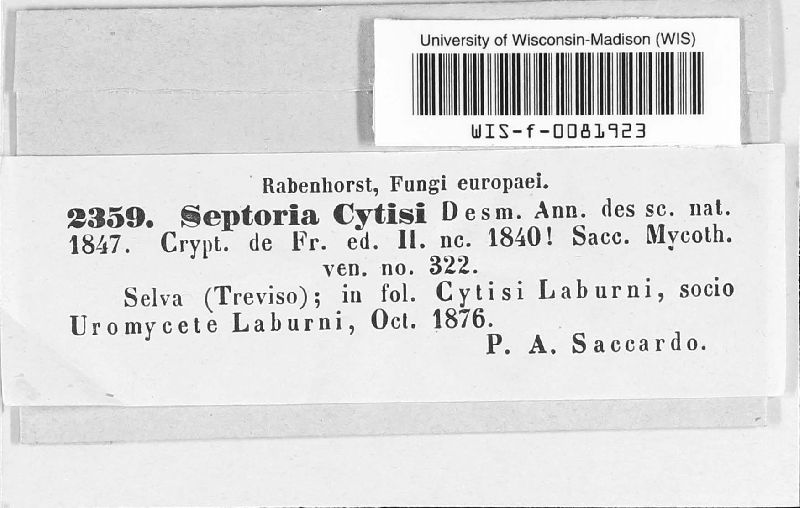 University of Wisconsin-Madison (WIS)
WIS-f-0081923
Rabenhorst, Fungi europaei.
2359. Septoria Cytisi Desm. Ann. des sc. nat.
1847. Crypt. de Fr. ed. II. nc. 1840! Sacc. Mycoth.
ven. no. 322.
Selva (Treviso); in fol. Cytisi Laburni, socio
Uromycete Laburni, Oct. 1876.
P. A. Saccardo.